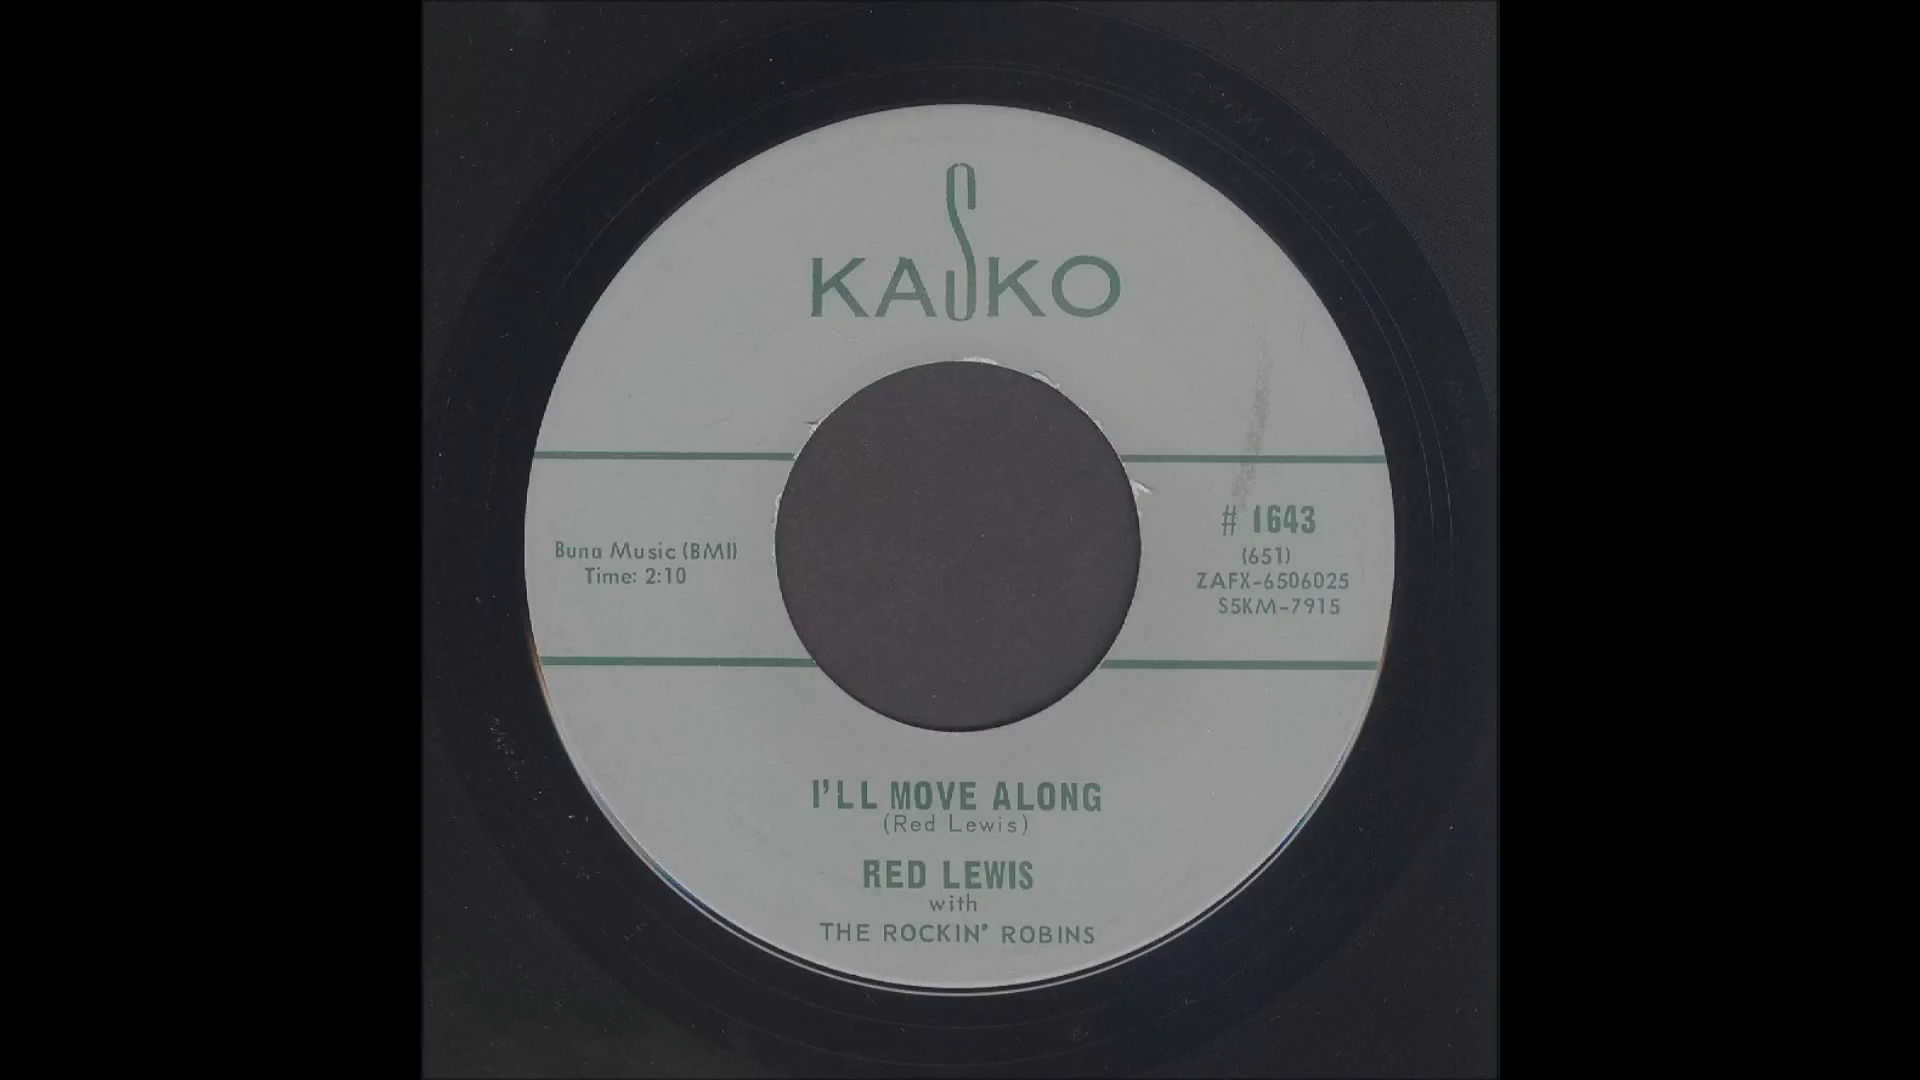 KASKO
Buna Music (BMI)
Time: 2:10
# 1643
(651)
ZAFX-6506025
S5KM-7915
I'LL MOVE ALONG
(Red Lewis)
RED LEWIS
with
THE ROCKIN' ROBINS